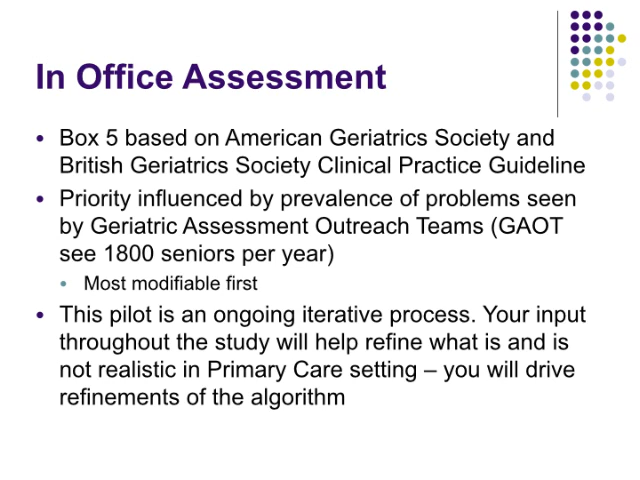 In Office Assessment
• Box 5 based on American Geriatrics Society and
British Geriatrics Society Clinical Practice Guideline
• Priority influenced by prevalence of problems seen
by Geriatric Assessment Outreach Teams (GAOT
see 1800 seniors per year)
• Most modifiable first
• This pilot is an ongoing iterative process. Your input
throughout the study will help refine what is and is
not realistic in Primary Care setting – you will drive
refinements of the algorithm